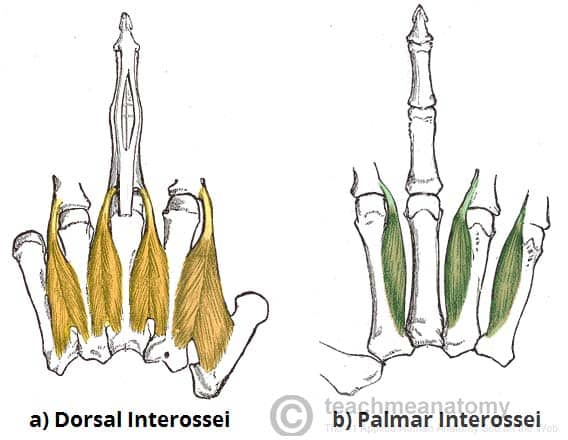 a) Dorsal Interossei
b) Palmar Interossei
© teachmeanatomy